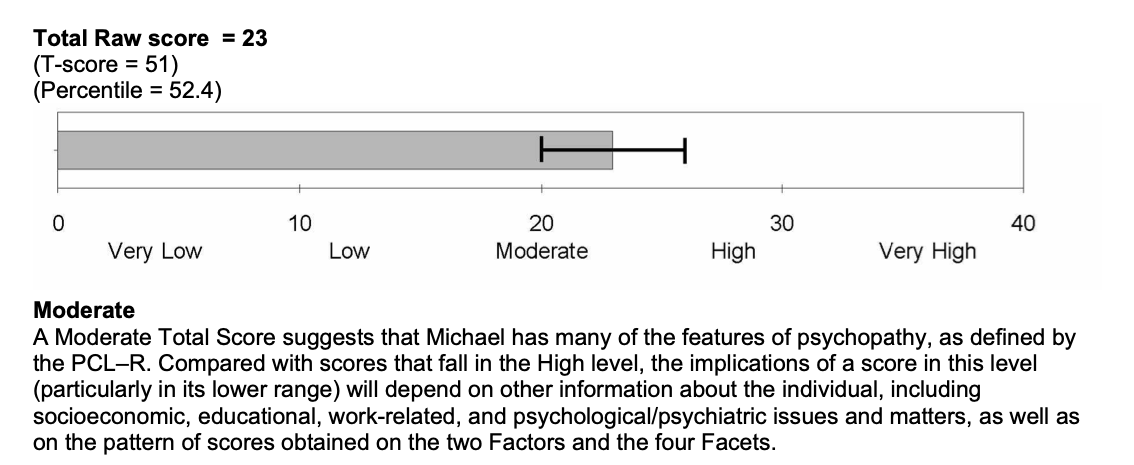 Total Raw score  = 23
(T-score = 51)
(Percentile = 52.4)
0 10 20 30 40
Very Low Low Moderate High Very High
Moderate
A Moderate Total Score suggests that Michael has many of the features of psychopathy, as defined by
the PCL–R. Compared with scores that fall in the High level, the implications of a score in this level
(particularly in its lower range) will depend on other information about the individual, including
socioeconomic, educational, work-related, and psychological/psychiatric issues and matters, as well as
on the pattern of scores obtained on the two Factors and the four Facets.